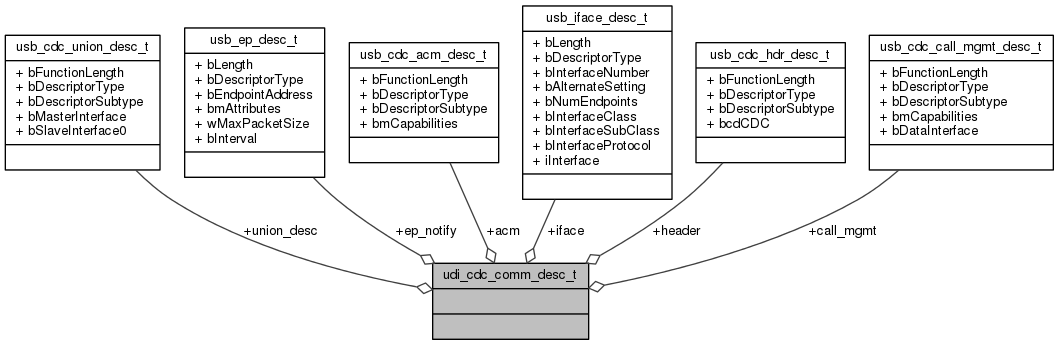 usb_cdc_union_desc_t
+ bFunctionLength
+ bDescriptorType
+ bDescriptorSubtype
+ bMasterInterface
+ bSlaveInterface0
usb_ep_desc_t
+ bLength
+ bDescriptorType
+ bEndpointAddress
+ bmAttributes
+ wMaxPacketSize
+ bInterval
usb_cdc_acm_desc_t
+ bFunctionLength
+ bDescriptorType
+ bDescriptorSubtype
+ bmCapabilities
usb_iface_desc_t
+ bLength
+ bDescriptorType
+ bInterfaceNumber
+ bAlternateSetting
+ bNumEndpoints
+ bInterfaceClass
+ bInterfaceSubClass
+ bInterfaceProtocol
+ iInterface
usb_cdc_hdr_desc_t
+ bFunctionLength
+ bDescriptorType
+ bDescriptorSubtype
+ bcdCDC
usb_cdc_call_mgmt_desc_t
+ bFunctionLength
+ bDescriptorType
+ bDescriptorSubtype
+ bmCapabilities
+ bDataInterface
+union_desc
+ep_notify
+acm
+iface
+header
+call_mgmt
udi_cdc_comm_desc_t